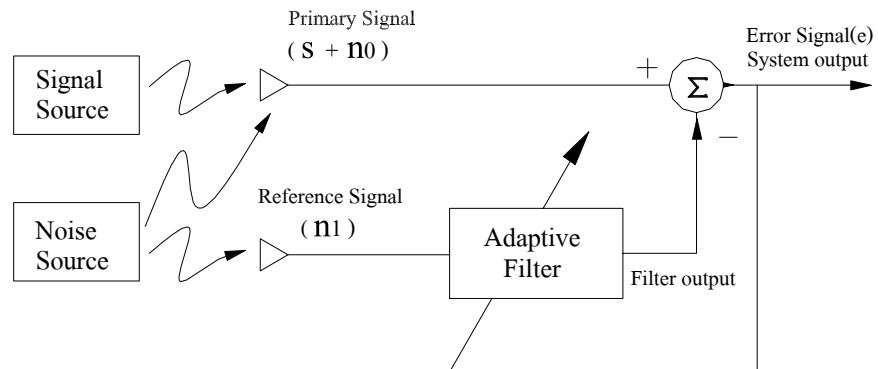 Primary Signal
( s + n0)
Error Signal(e)
System output
Signal
Source
+
Σ
−
Reference Signal
( n1 )
Noise
Source
Adaptive
Filter
Filter output